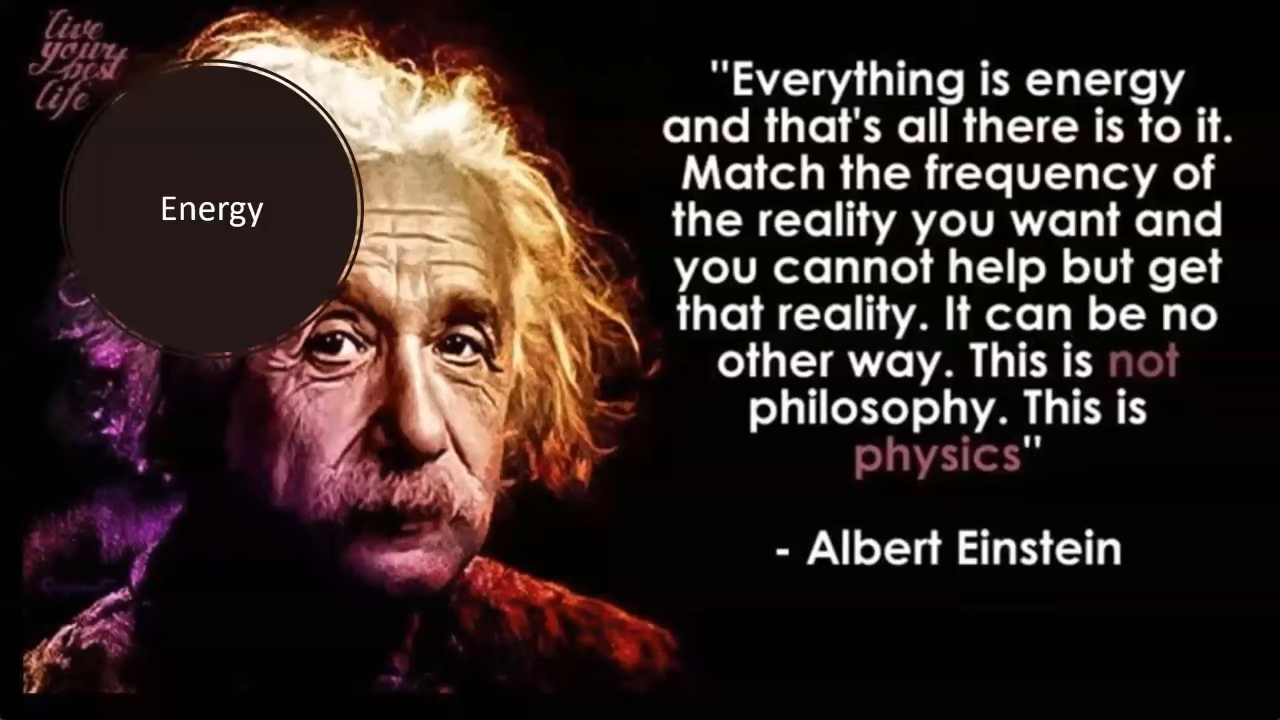 live
your
best
life
Energy
"Everything is energy
and that's all there is to it.
Match the frequency of
the reality you want and
you cannot help but get
that reality. It can be no
other way. This is not
philosophy. This is
physics"
- Albert Einstein